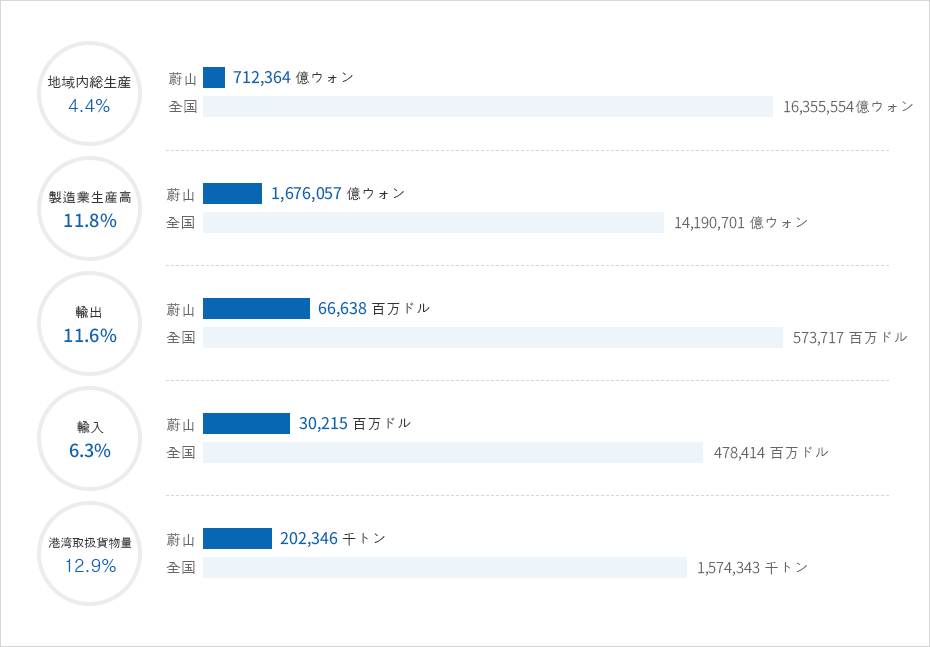 地域内総生産
4.4%
蔚山 712,364 億ウォン
全国 16,355,554億ウォン
製造業生産高
11.8%
蔚山 1,676,057 億ウォン
全国 14,190,701 億ウォン
輸出
11.6%
蔚山 66,638 百万ドル
全国 573,717 百万ドル
輸入
6.3%
蔚山 30,215 百万ドル
全国 478,414 百万ドル
港湾取扱貨物量
12.9%
蔚山 202,346 千トン
全国 1,574,343 千トン